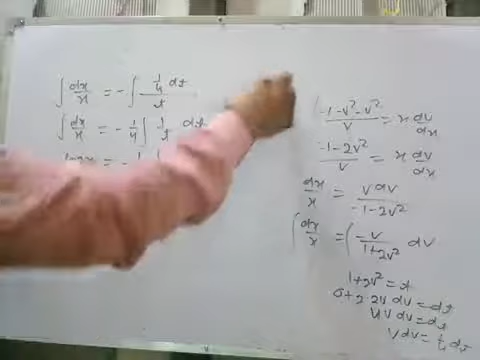 ∫ dx/x = -∫ 1/4 dt / t
∫ dx/x = -1/4 ∫ 1/t dt
log x = -1
-1-v²-v² / v = x dv/dx
-1-2v² / v = x dv/dx
dx/x = v dv / -1-2v²
∫ dx/x = ∫ -v / 1+2v² dv
1+2v² = t
0+2.2v dv = dt
4v dv = dt
v dv = 1/4 dt